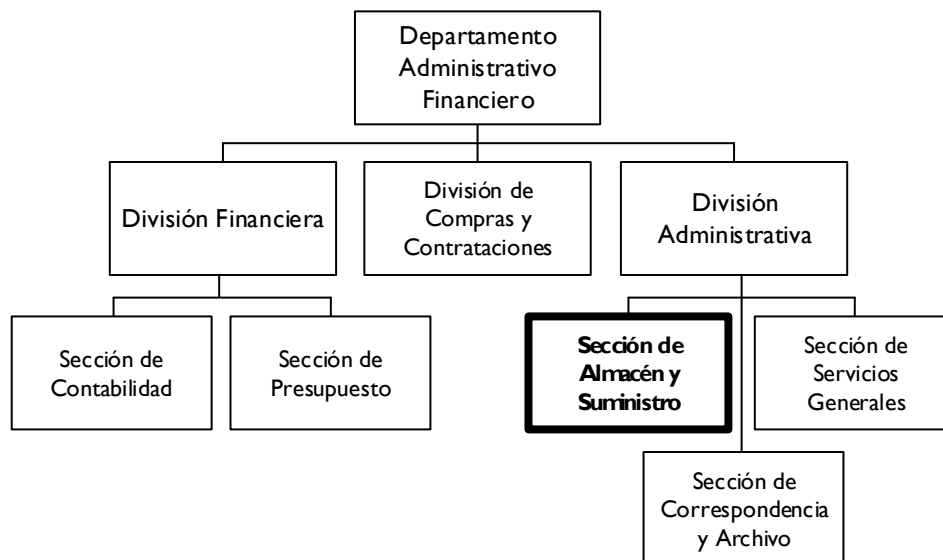 Departamento
Administrativo
Financiero
División Financiera
División de
Compras y
Contrataciones
División
Administrativa
Sección de
Contabilidad
Sección de
Presupuesto
Sección de
Almacén y
Suministro
Sección de
Servicios
Generales
Sección de
Correspondencia
y Archivo